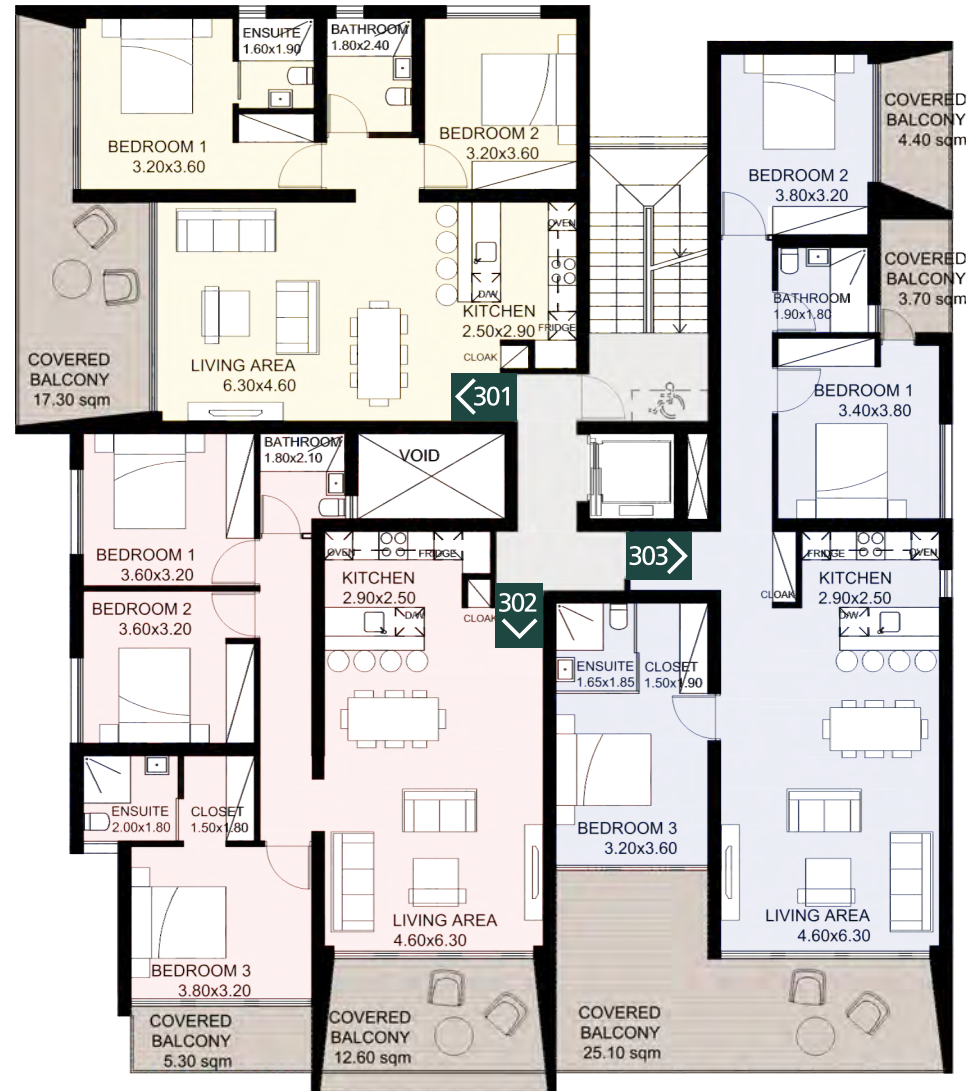 ENSUITE
1.60x1.90
BATHROOM
1.80x2.40
BEDROOM 1
3.20x3.60
BEDROOM 2
3.20x3.60
COVERED
BALCONY
4.40 sqm
BEDROOM 2
3.80x3.20
OVEN
D/W
KITCHEN
2.50x2.90
FRIDGE
CLOAK
LIVING AREA
6.30x4.60
COVERED
BALCONY
17.30 sqm
301
COVERED
BALCONY
3.70 sqm
BATHROOM
1.90x1.80
BEDROOM 1
3.40x3.80
BATHROOM
1.80x2.10
VOID
BEDROOM 1
3.60x3.20
BEDROOM 2
3.60x3.20
OVEN
FRIDGE
KITCHEN
2.90x2.50
D/W
CLOAK
302
303
FRIDGE
OVEN
CLOAK
KITCHEN
2.90x2.50
D/W
ENSUITE
1.65x1.85
CLOSET
1.50x1.90
ENSUITE
2.00x1.80
CLOSET
1.50x1.80
BEDROOM 3
3.20x3.60
LIVING AREA
4.60x6.30
LIVING AREA
4.60x6.30
BEDROOM 3
3.80x3.20
COVERED
BALCONY
5.30 sqm
COVERED
BALCONY
12.60 sqm
COVERED
BALCONY
25.10 sqm